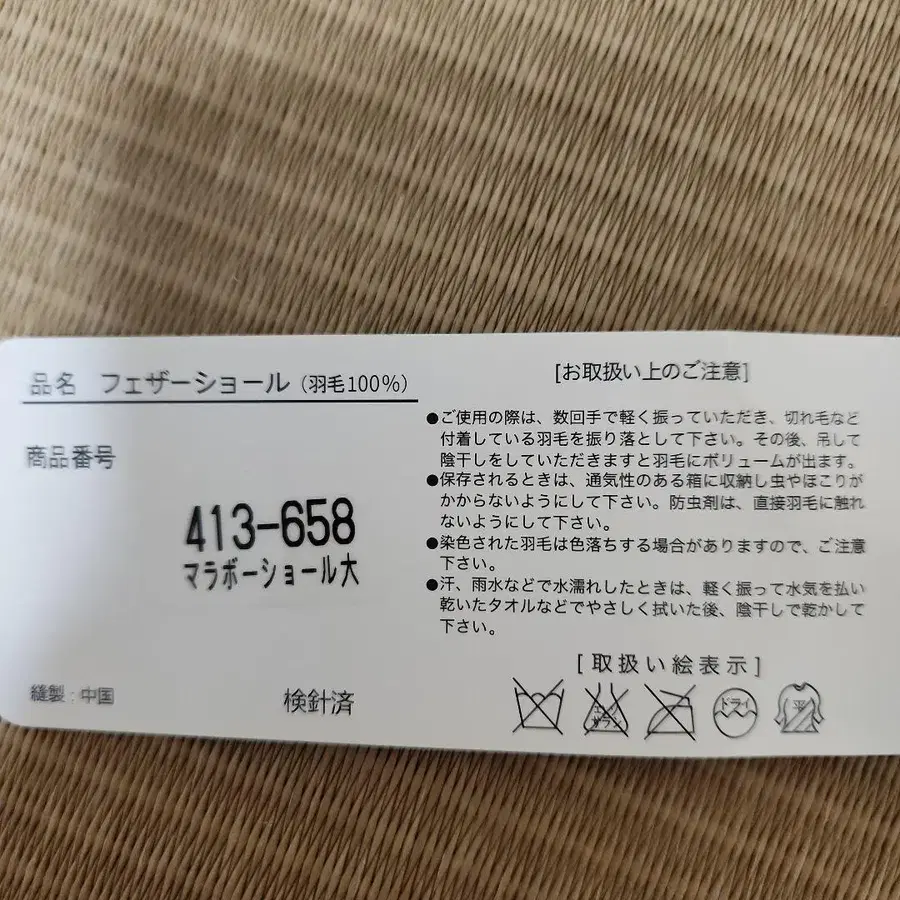 品名 フェザーショール（羽毛100％）
商品番号
413-658
マラボーショール大
縫製：中国
検針済
[お取扱い上のご注意]
●ご使用の際は、数回手で軽く振っていただき、切れ毛など
付着している羽毛を振り落として下さい。その後、吊して
陰干しをしていただきますと羽毛にボリュームが出ます。
●保存されるときは、通気性のある箱に収納し虫やほこりが
かからないようにして下さい。防虫剤は、直接羽毛に触れ
ないようにして下さい。
●染色された羽毛は色落ちする場合がありますので、ご注意
下さい。
●汗、雨水などで水濡れしたときは、軽く振って水気を払い
乾いたタオルなどでやさしく拭いた後、陰干しで乾かして
下さい。
[取扱い絵表示]
エンソ
サラシ
ドライ
平